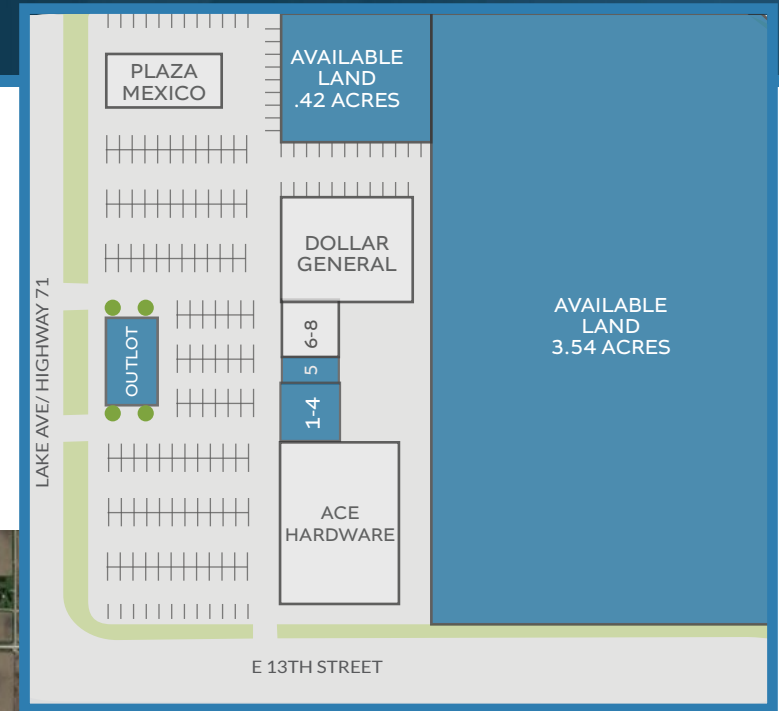 PLAZA
MEXICO
AVAILABLE
LAND
.42 ACRES
DOLLAR
GENERAL
AVAILABLE
LAND
3.54 ACRES
LAKE AVE/ HIGHWAY 71
OUTLOT
6-8
5
1-4
ACE
HARDWARE
E 13TH STREET